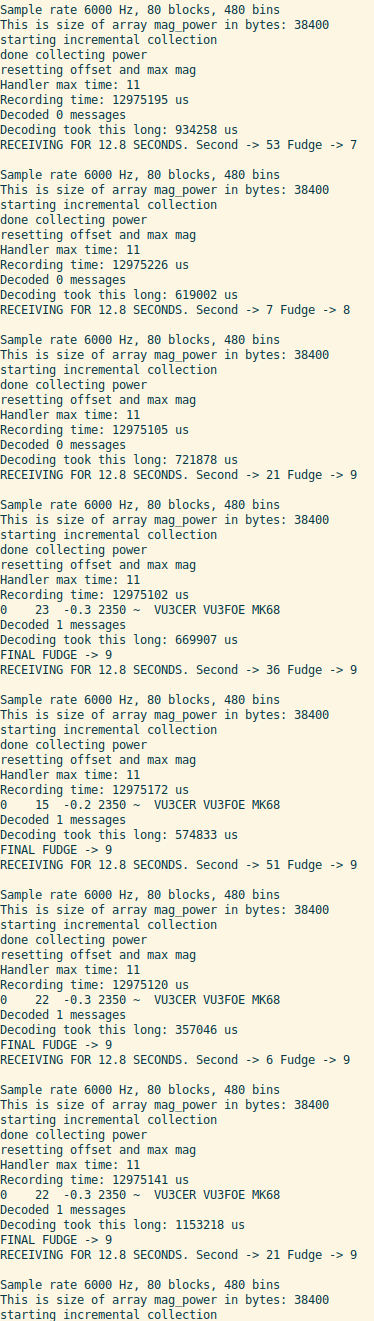 Sample rate 6000 Hz, 80 blocks, 480 bins
This is size of array mag_power in bytes: 38400
starting incremental collection
done collecting power
resetting offset and max mag
Handler max time: 11
Recording time: 12975195 us
Decoded 0 messages
Decoding took this long: 934258 us
RECEIVING FOR 12.8 SECONDS. Second -> 53 Fudge -> 7

Sample rate 6000 Hz, 80 blocks, 480 bins
This is size of array mag_power in bytes: 38400
starting incremental collection
done collecting power
resetting offset and max mag
Handler max time: 11
Recording time: 12975226 us
Decoded 0 messages
Decoding took this long: 619002 us
RECEIVING FOR 12.8 SECONDS. Second -> 7 Fudge -> 8

Sample rate 6000 Hz, 80 blocks, 480 bins
This is size of array mag_power in bytes: 38400
starting incremental collection
done collecting power
resetting offset and max mag
Handler max time: 11
Recording time: 12975105 us
Decoded 0 messages
Decoding took this long: 721878 us
RECEIVING FOR 12.8 SECONDS. Second -> 21 Fudge -> 9

Sample rate 6000 Hz, 80 blocks, 480 bins
This is size of array mag_power in bytes: 38400
starting incremental collection
done collecting power
resetting offset and max mag
Handler max time: 11
Recording time: 12975102 us
0    23  -0.3 2350 ~  VU3CER VU3FOE MK68
Decoded 1 messages
Decoding took this long: 669907 us
FINAL FUDGE -> 9
RECEIVING FOR 12.8 SECONDS. Second -> 36 Fudge -> 9

Sample rate 6000 Hz, 80 blocks, 480 bins
This is size of array mag_power in bytes: 38400
starting incremental collection
done collecting power
resetting offset and max mag
Handler max time: 11
Recording time: 12975172 us
0    15  -0.2 2350 ~  VU3CER VU3FOE MK68
Decoded 1 messages
Decoding took this long: 574833 us
FINAL FUDGE -> 9
RECEIVING FOR 12.8 SECONDS. Second -> 51 Fudge -> 9

Sample rate 6000 Hz, 80 blocks, 480 bins
This is size of array mag_power in bytes: 38400
starting incremental collection
done collecting power
resetting offset and max mag
Handler max time: 11
Recording time: 12975120 us
0    22  -0.3 2350 ~  VU3CER VU3FOE MK68
Decoded 1 messages
Decoding took this long: 357046 us
FINAL FUDGE -> 9
RECEIVING FOR 12.8 SECONDS. Second -> 6 Fudge -> 9

Sample rate 6000 Hz, 80 blocks, 480 bins
This is size of array mag_power in bytes: 38400
starting incremental collection
done collecting power
resetting offset and max mag
Handler max time: 11
Recording time: 12975141 us
0    22  -0.3 2350 ~  VU3CER VU3FOE MK68
Decoded 1 messages
Decoding took this long: 1153218 us
FINAL FUDGE -> 9
RECEIVING FOR 12.8 SECONDS. Second -> 21 Fudge -> 9

Sample rate 6000 Hz, 80 blocks, 480 bins
This is size of array mag_power in bytes: 38400
starting incremental collection